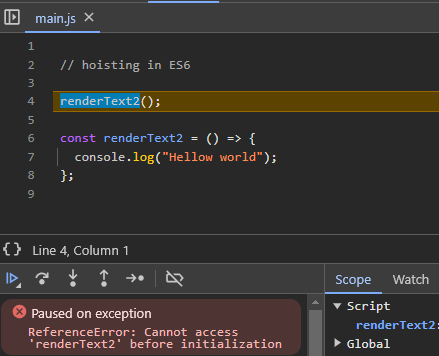 main.js
1
2 // hoisting in ES6
3
4 renderText2();
5
6 const renderText2 = () => {
7 console.log("Hellow world");
8 };
9
{} Line 4, Column 1
Scope Watch
Paused on exception
ReferenceError: Cannot access
'renderText2' before initialization
Script
renderText2:
Global